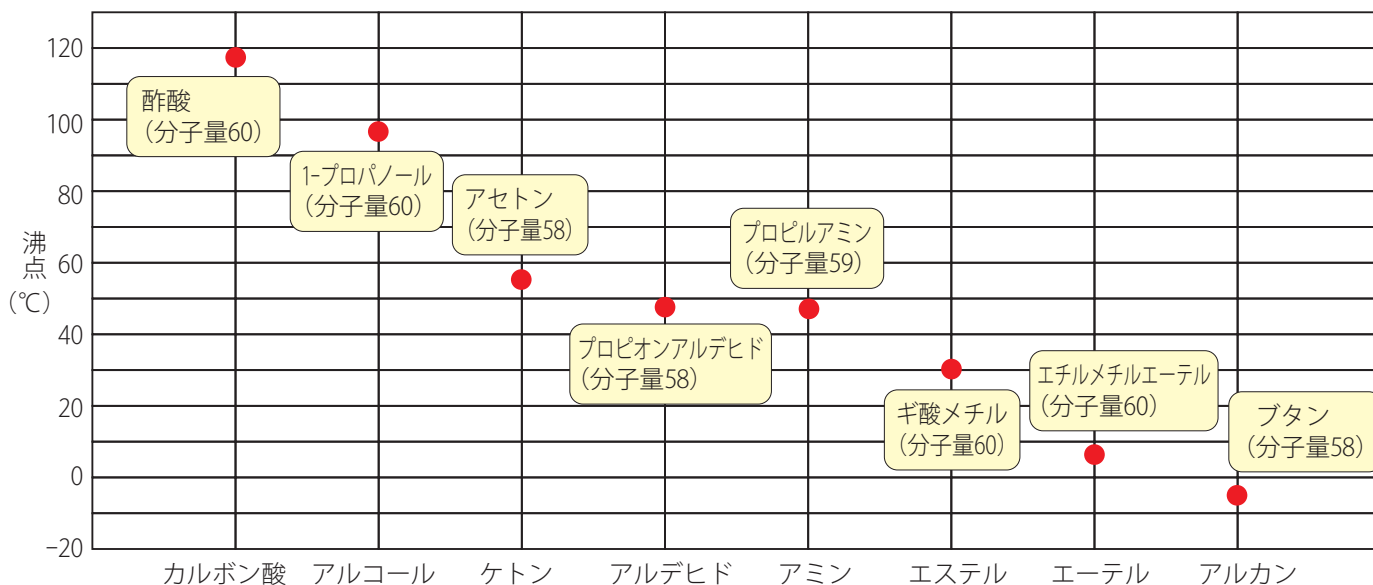 120
100
80
60
40
20
0
−20
沸点
（℃）
酢酸
（分子量60）
1-プロパノール
（分子量60）
アセトン
（分子量58）
プロピオンアルデヒド
（分子量58）
プロピルアミン
（分子量59）
ギ酸メチル
（分子量60）
エチルメチルエーテル
（分子量60）
ブタン
（分子量58）
カルボン酸
アルコール
ケトン
アルデヒド
アミン
エステル
エーテル
アルカン